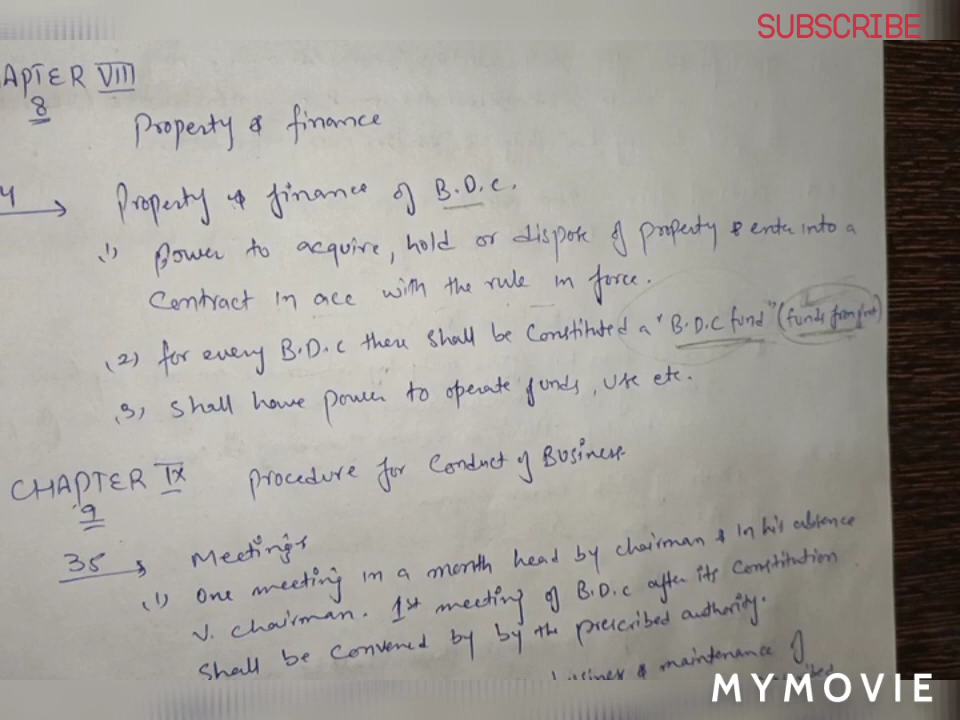 SUBSCRIBE
APTER VIII
8
Property & finance
4 → Property & finance of B.D.C.
(1) power to acquire, hold or dispose of property & enter into a
Contract in acc with the rule in force.
(2) for every B.D.C there shall be constituted a "B.D.C fund" (funds from govt)
(3) Shall have power to operate funds, use etc.
CHAPTER IX Procedure for Conduct of Business
9
35 → Meetings
(1) One meeting in a month head by chairman & in his absence
V. chairman. 1st meeting of B.D.C after its Constitution
shall be convened by by the prescribed authority.
& maintenance of
MYMOVIE